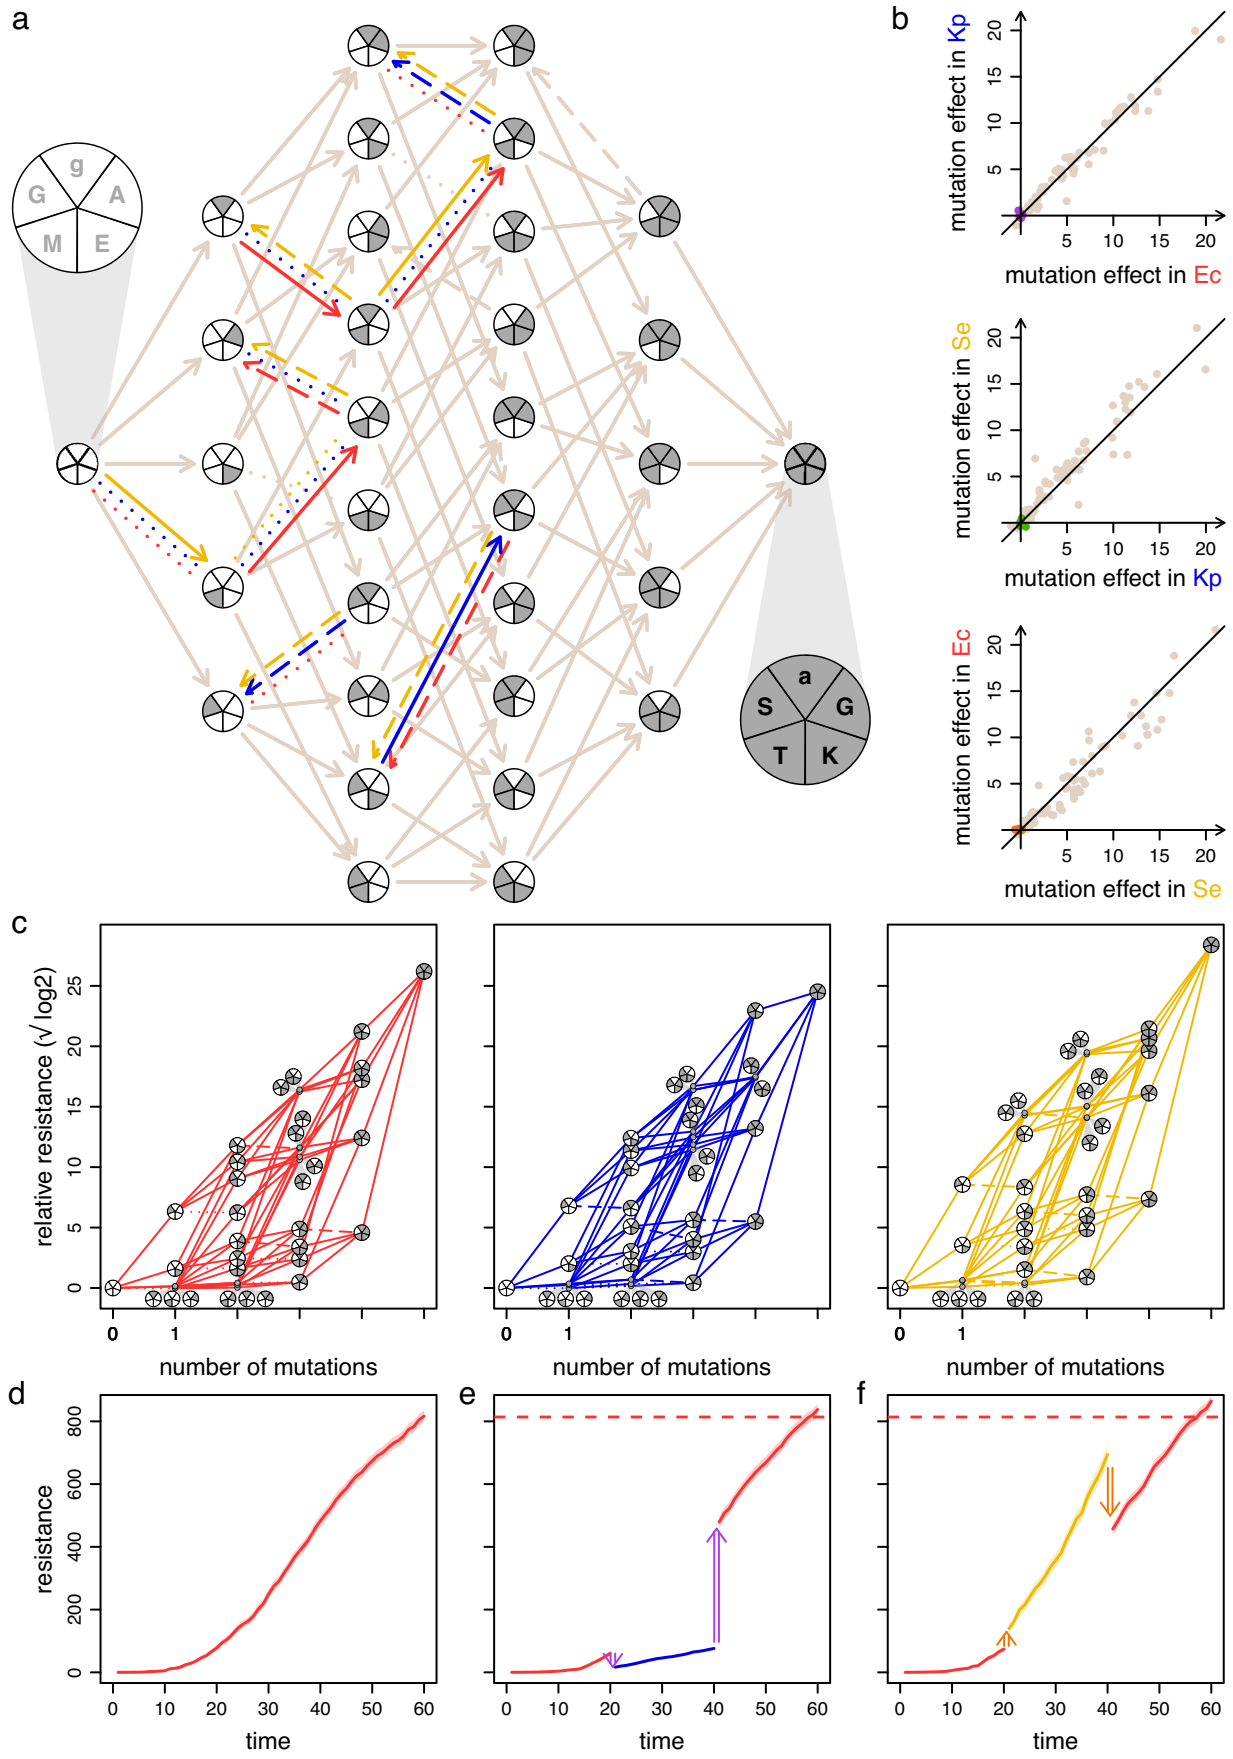 a
g
G
A
M
E
a
S
G
T
K
b
mutation effect in Kp
20
15
10
5
5
10
15
20
mutation effect in Ec
mutation effect in Se
20
15
10
5
5
10
15
20
mutation effect in Kp
mutation effect in Ec
20
15
10
5
5
10
15
20
mutation effect in Se
c
relative resistance (√ log2)
25
20
15
10
5
0
0
1
number of mutations
0
1
number of mutations
0
1
number of mutations
d
resistance
800
600
400
200
0
0 10 20 30 40 50 60
time
e
0 10 20 30 40 50 60
time
f
0 10 20 30 40 50 60
time